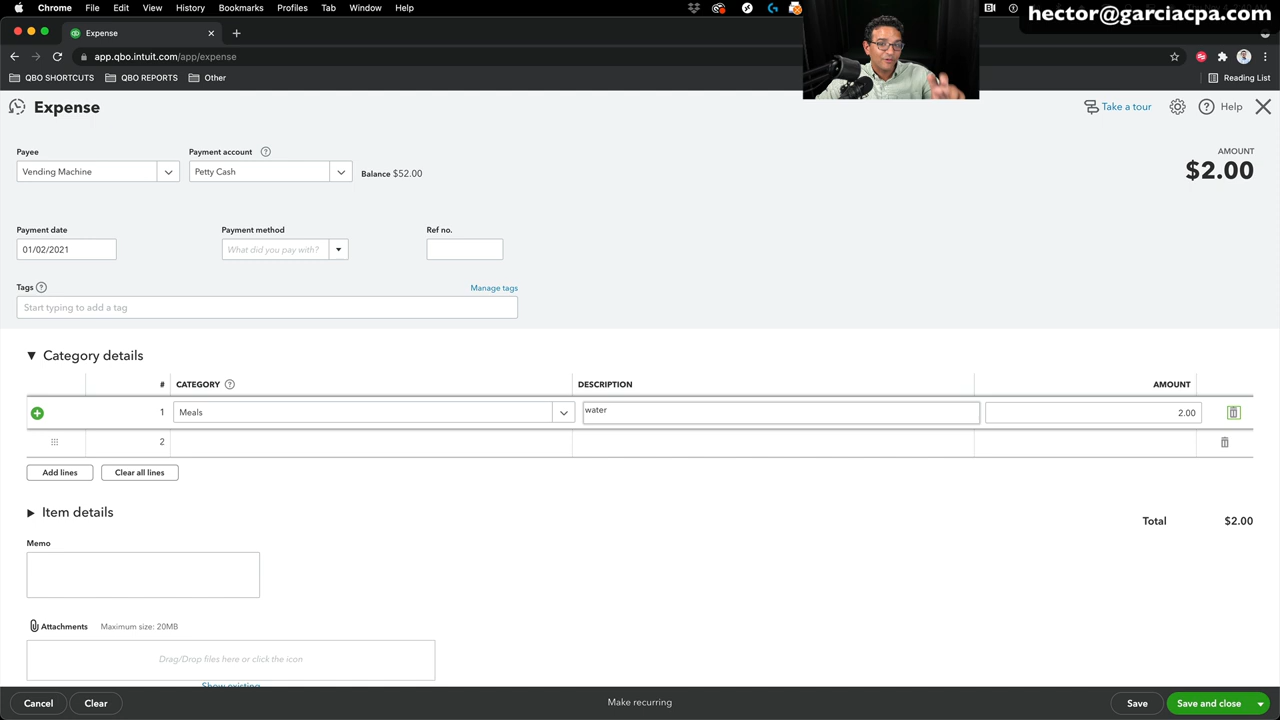 Chrome File Edit View History Bookmarks Profiles Tab Window Help
hector@garciacpa.com
Expense
app.qbo.intuit.com/app/expense
QBO SHORTCUTS QBO REPORTS Other Reading List
Expense Take a tour Help
Payee Payment account AMOUNT
Vending Machine Petty Cash Balance $52.00 $2.00
Payment date Payment method Ref no.
01/02/2021 What did you pay with?
Tags Manage tags
Start typing to add a tag
Category details
# CATEGORY DESCRIPTION AMOUNT
1 Meals water 2.00
2
Add lines Clear all lines
Item details
Total $2.00
Memo
Attachments Maximum size: 20MB
Drag/Drop files here or click the icon
Show existing
Cancel Clear Make recurring Save Save and close